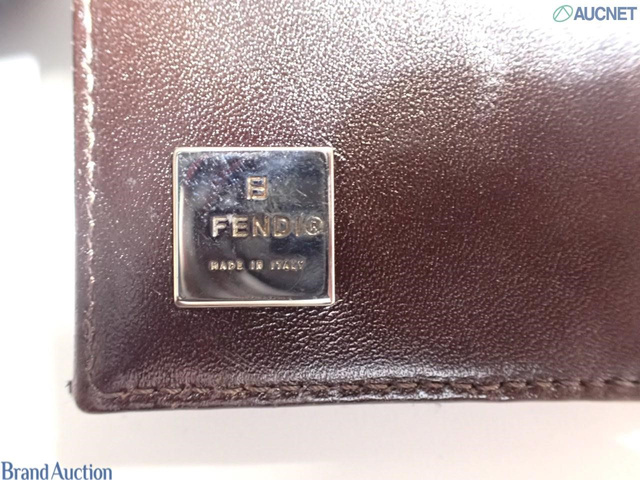 AUCNET
FENDI®
MADE IN ITALY
Brand Auction